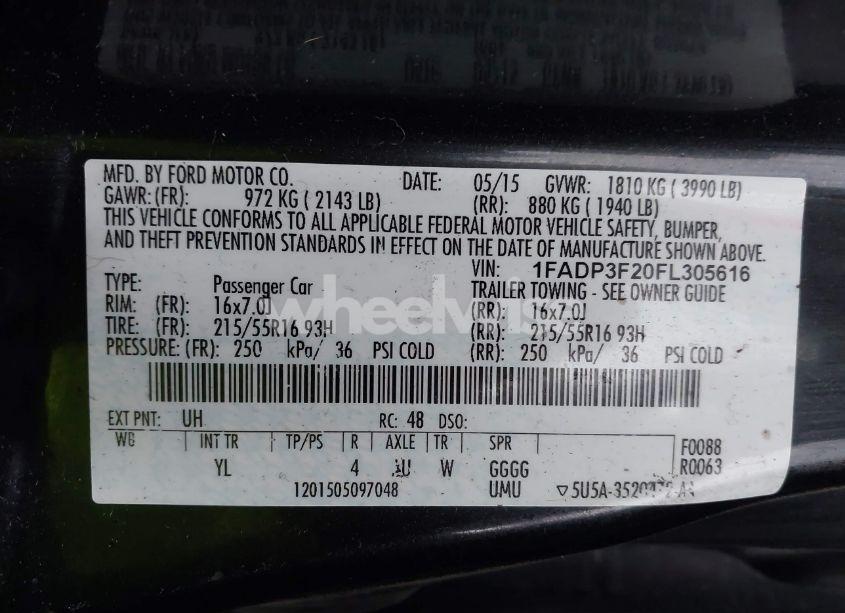 MFD. BY FORD MOTOR CO. DATE: 05/15 GVWR: 1810 KG ( 3990 LB)
GAWR: (FR): 972 KG ( 2143 LB) (RR): 880 KG ( 1940 LB)
THIS VEHICLE CONFORMS TO ALL APPLICABLE FEDERAL MOTOR VEHICLE SAFETY, BUMPER,
AND THEFT PREVENTION STANDARDS IN EFFECT ON THE DATE OF MANUFACTURE SHOWN ABOVE.
VIN: 1FADP3F20FL305616
TYPE: Passenger Car TRAILER TOWING - SEE OWNER GUIDE
RIM: (FR): 16x7.0J (RR): 16x7.0J
TIRE: (FR): 215/55R16 93H (RR): 215/55R16 93H
PRESSURE: (FR): 250 kPa/ 36 PSI COLD (RR): 250 kPa/ 36 PSI COLD
EXT PNT: UH RC: 48 DSO:
WB INT TR TP/PS R AXLE TR SPR F0088
YL 4 W GGGG R0063
1201505097048 UMU